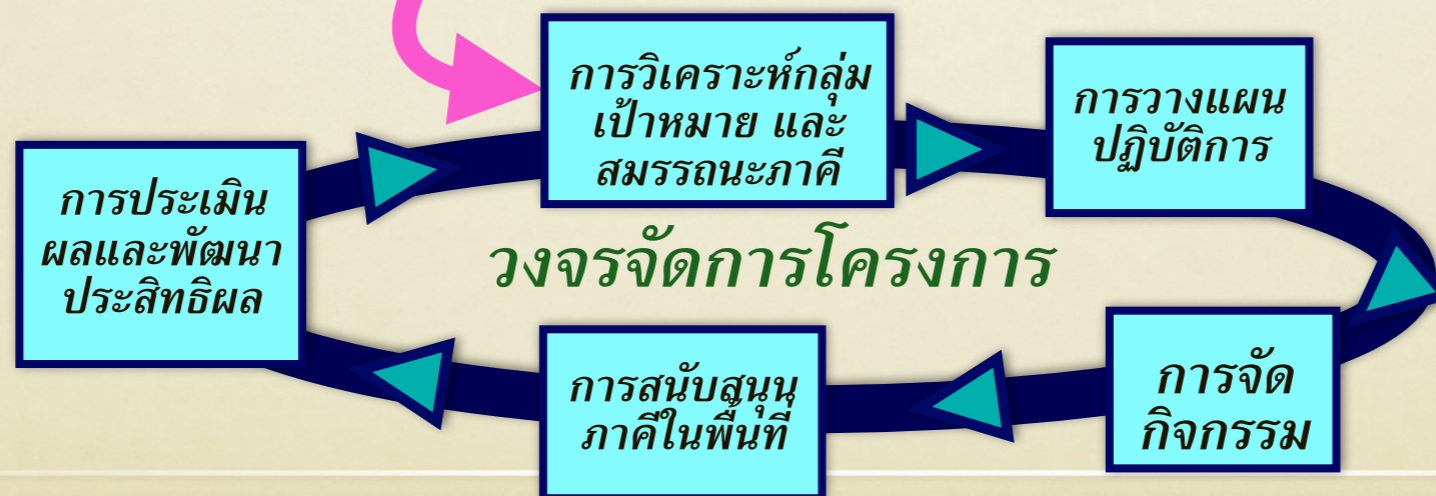 การวิเคราะห์กลุ่ม
เป้าหมาย และ
สมรรถนะภาคี
การวางแผน
ปฏิบัติการ
การประเมิน
ผลและพัฒนา
ประสิทธิผล
วงจรจัดการโครงการ
การสนับสนุน
ภาคีในพื้นที่
การจัด
กิจกรรม